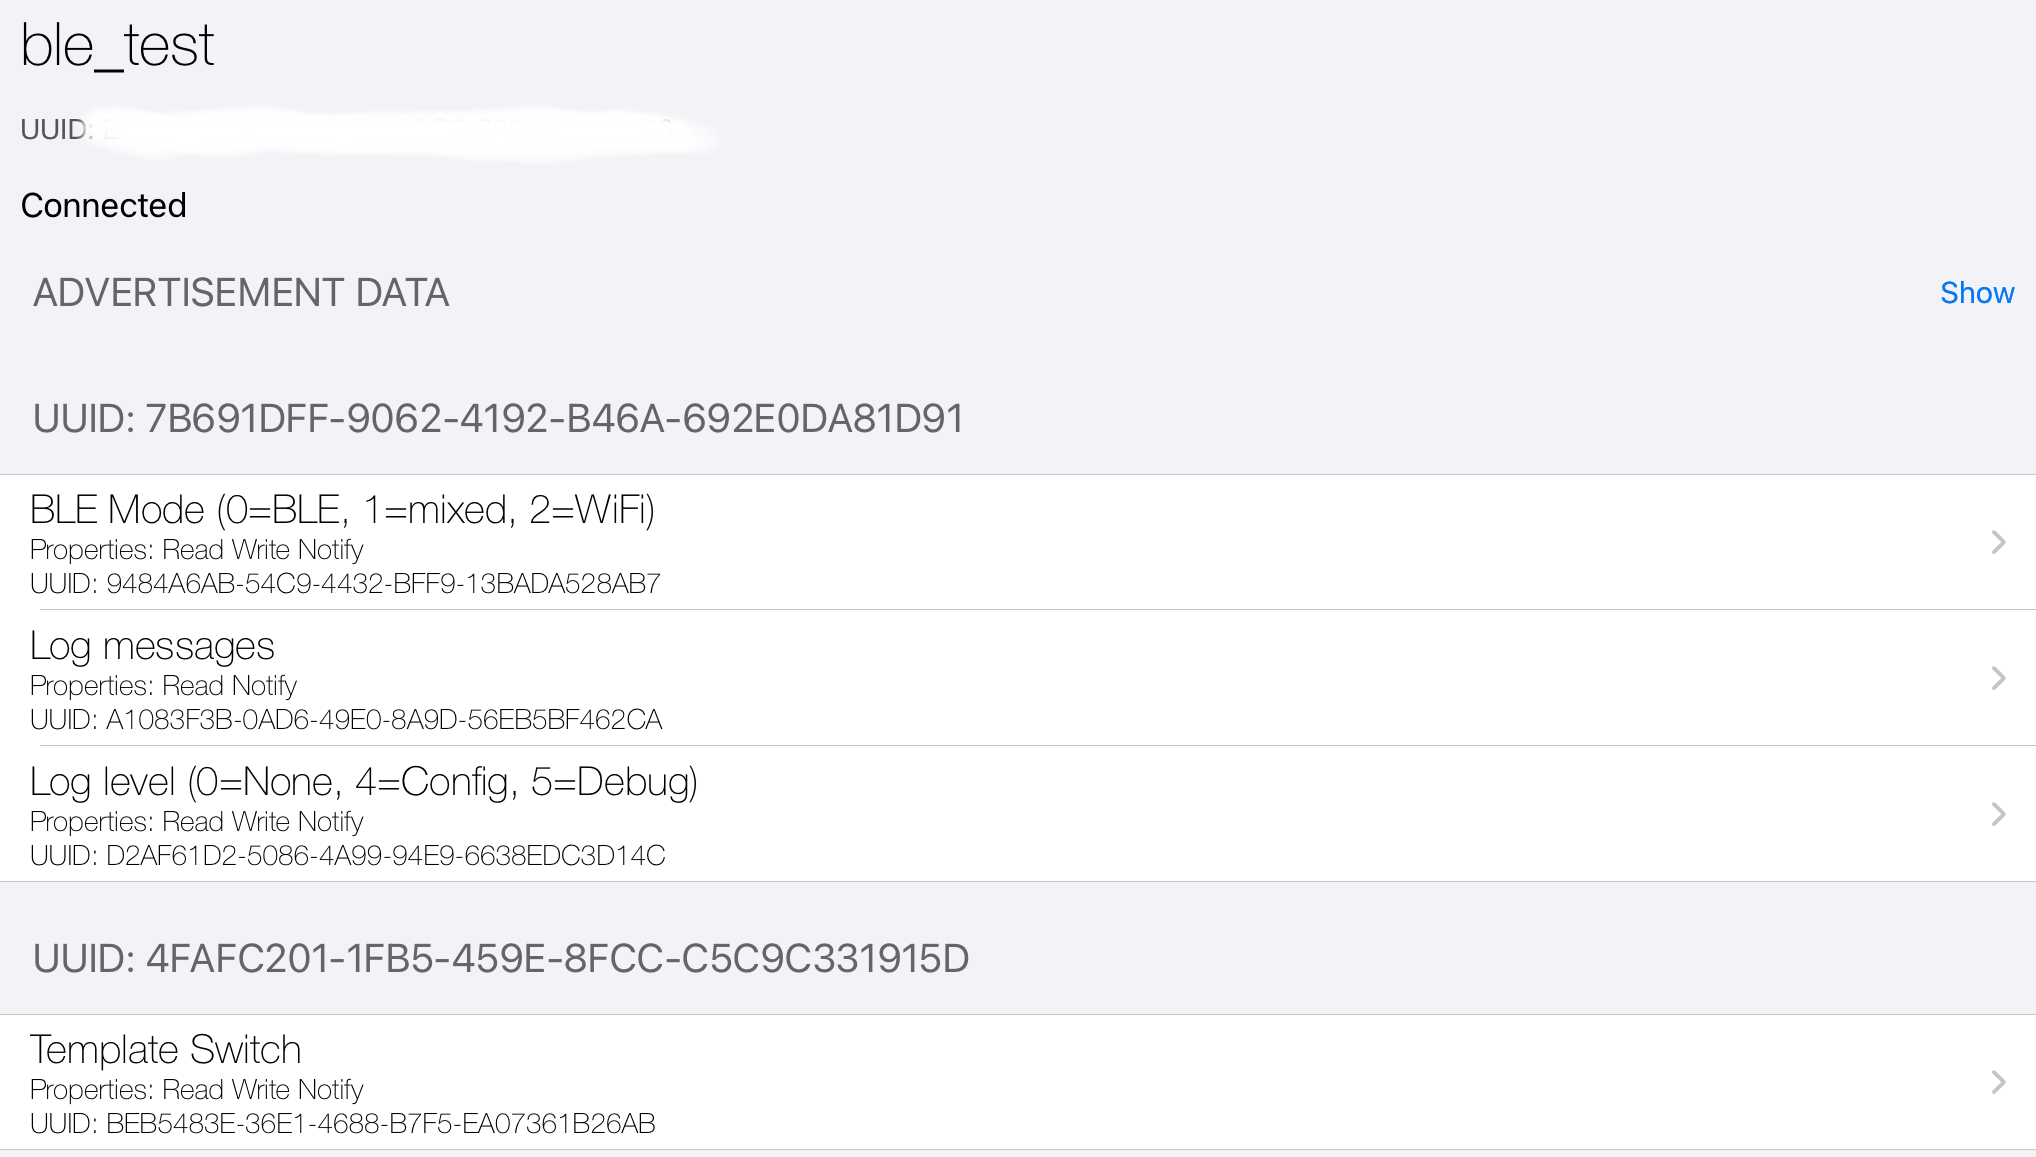 ble_test
UUID:
Connected
ADVERTISEMENT DATA
Show
UUID: 7B691DFF-9062-4192-B46A-692E0DA81D91
BLE Mode (0=BLE, 1=mixed, 2=WiFi)
Properties: Read Write Notify
UUID: 9484A6AB-54C9-4432-BFF9-13BADA528AB7
Log messages
Properties: Read Notify
UUID: A1083F3B-0AD6-49E0-8A9D-56EB5BF462CA
Log level (0=None, 4=Config, 5=Debug)
Properties: Read Write Notify
UUID: D2AF61D2-5086-4A99-94E9-6638EDC3D14C
UUID: 4FAFC201-1FB5-459E-8FCC-C5C9C331915D
Template Switch
Properties: Read Write Notify
UUID: BEB5483E-36E1-4688-B7F5-EA07361B26AB